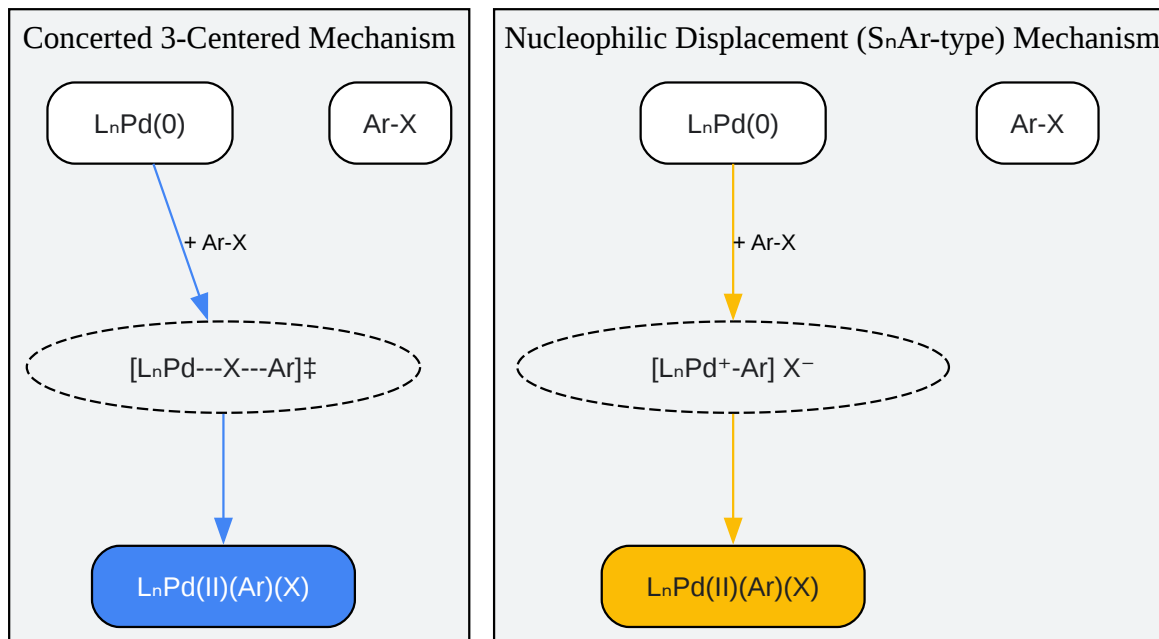 Concerted 3-Centered Mechanism
LₙPd(0)
Ar-X
+ Ar-X
[LₙPd---X---Ar]‡
LₙPd(II)(Ar)(X)
Nucleophilic Displacement (SₙAr-type) Mechanism
LₙPd(0)
Ar-X
+ Ar-X
[LₙPd⁺-Ar] X⁻
LₙPd(II)(Ar)(X)